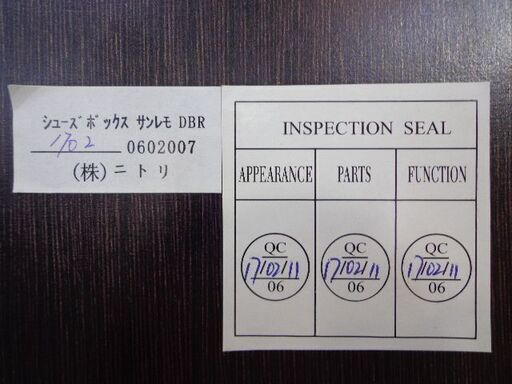 シューズボックス サンレモ DBR
1702 0602007
(株)ニトリ
INSPECTION SEAL
APPEARANCE PARTS FUNCTION
QC QC QC
17/02/11 17/02/11 17/02/11
06 06 06